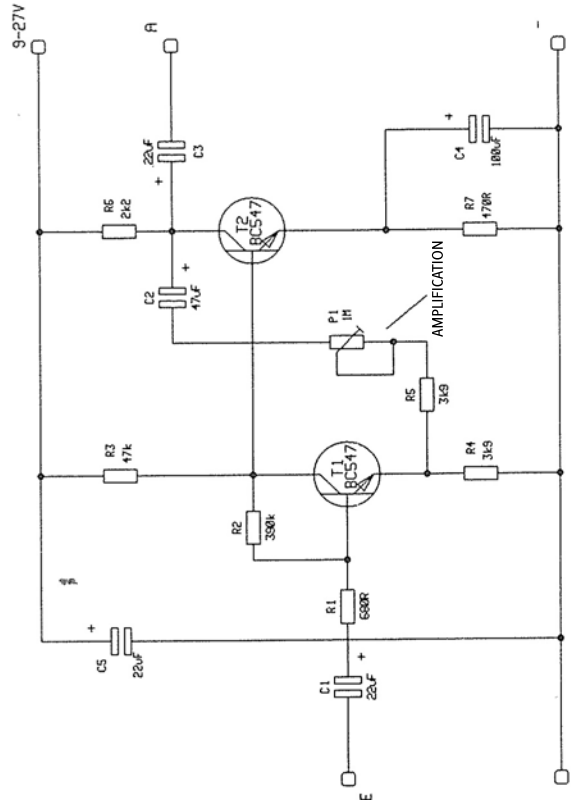 9-27V
+
C5
22uF
R3
47k
R6
2k2
A
C2
47uF
+
+
22uF
C3
R2
390k
T2
BC547
E
C1
22uF
+
R1
680R
T1
BC547
P1
1M
R5
3k9
AMPLIFICATION
R4
3k9
R7
470R
C4
100uF
+
-